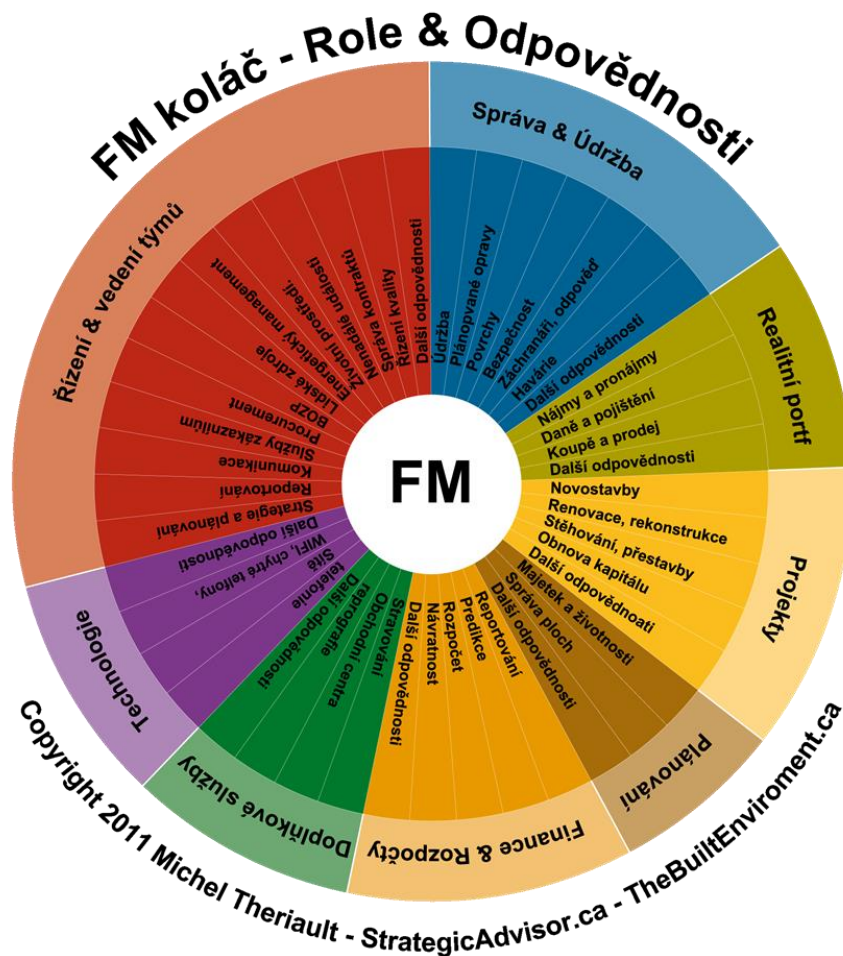 FM koláč - Role & Odpovědnosti
Správa & Údržba
Údržba
Plánopvané opravy
Povrchy
Bezpečnost
Záchranáři, odpověď
Havárie
Další odpovědnosti
Realitní portf
Nájmy a pronájmy
Daně a pojištění
Koupě a prodej
Další odpovědnosti
Projekty
Novostavby
Renovace, rekonstrukce
Stěhování, přestavby
Obnova kapitálu
Další odpovědnoati
Plánování
Majetek a životnosti
Správa ploch
Další odpovědnosti
Finance & Rozpočty
Reportování
Predikce
Rozpočet
Návratnost
Další odpovědnosti
Doplňkové služby
Stravování
Obchodní centra
reprografie
Další odpovědnosti
Technologie
telefonie
Sítě
WIFI, chytré telfony,
Další odpovědnosti
Řízení & vedení týmů
Strategie a plánování
Reportování
Komunikace
Služby zákazníkům
Procurement
BOZP
Lidské zdroje
Energetický management
Životní prostředí,
Nenadálé události
Správa kontraktů
Řízení kvality
Další odpovědnosti
FM
Copyright 2011 Michel Theriault - StrategicAdvisor.ca - TheBuiltEnviroment.ca